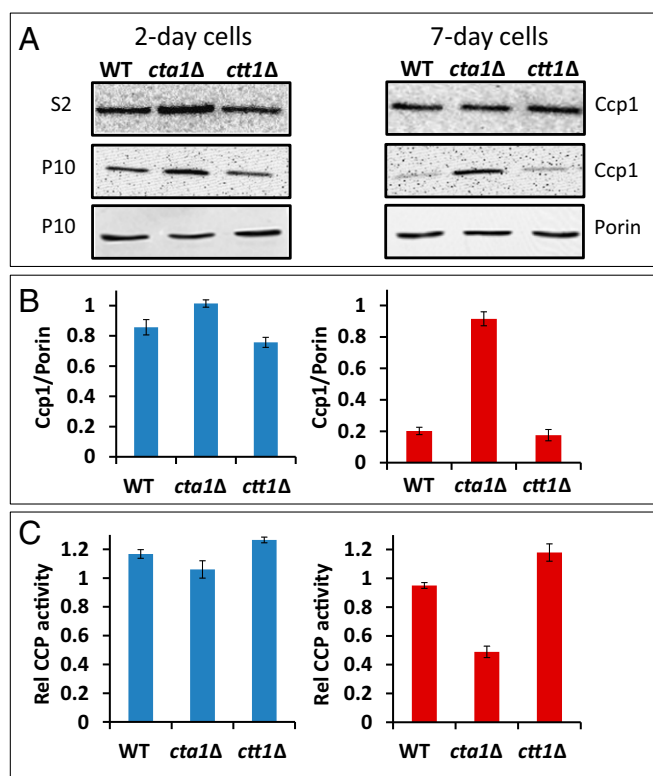 A
2-day cells
7-day cells
WT cta1Δ ctt1Δ
WT cta1Δ ctt1Δ
S2
Ccp1
P10
Ccp1
P10
Porin
B
Ccp1/Porin
1
0.8
0.6
0.4
0.2
0
WT cta1Δ ctt1Δ
Ccp1/Porin
1
0.8
0.6
0.4
0.2
0
WT cta1Δ ctt1Δ
C
Rel CCP activity
1.2
1
0.8
0.6
0.4
0.2
0
WT cta1Δ ctt1Δ
Rel CCP activity
1.2
1
0.8
0.6
0.4
0.2
0
WT cta1Δ ctt1Δ